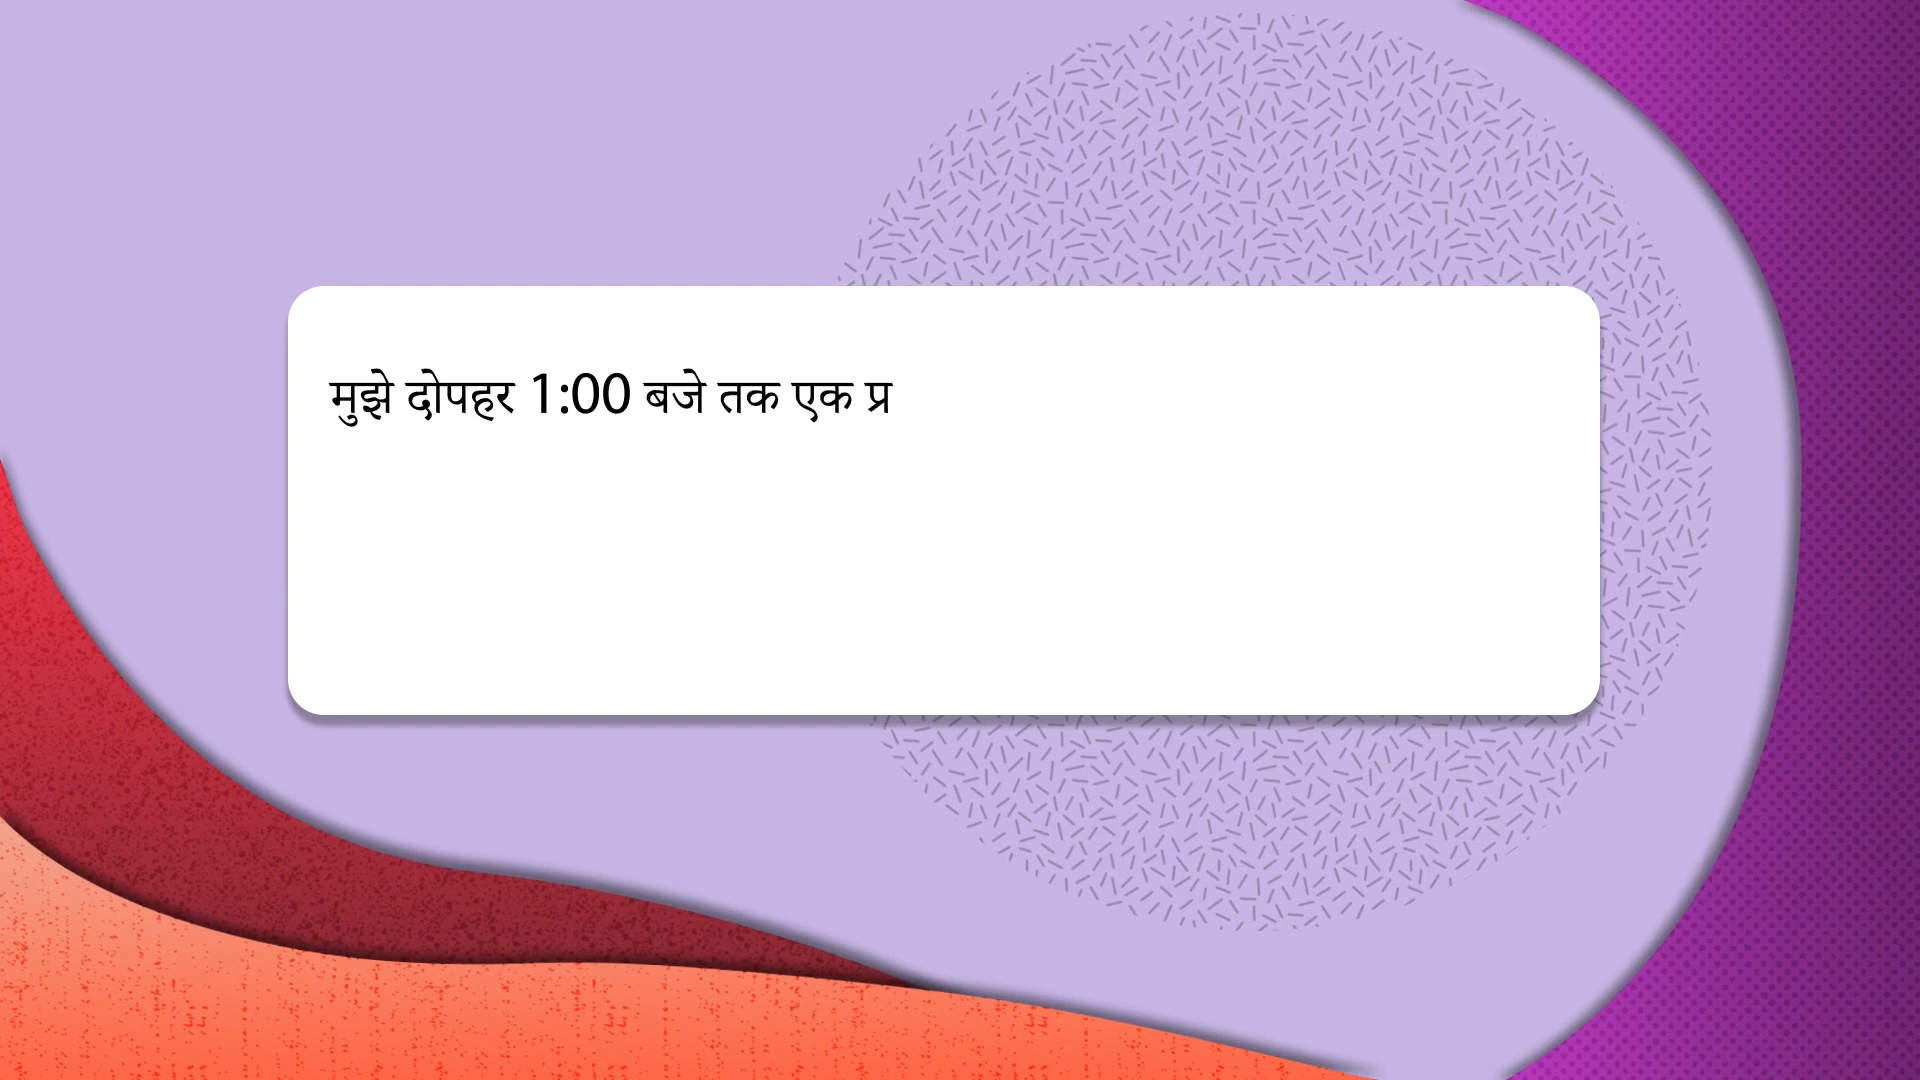 मुझे दोपहर 1:00 बजे तक एक प्र